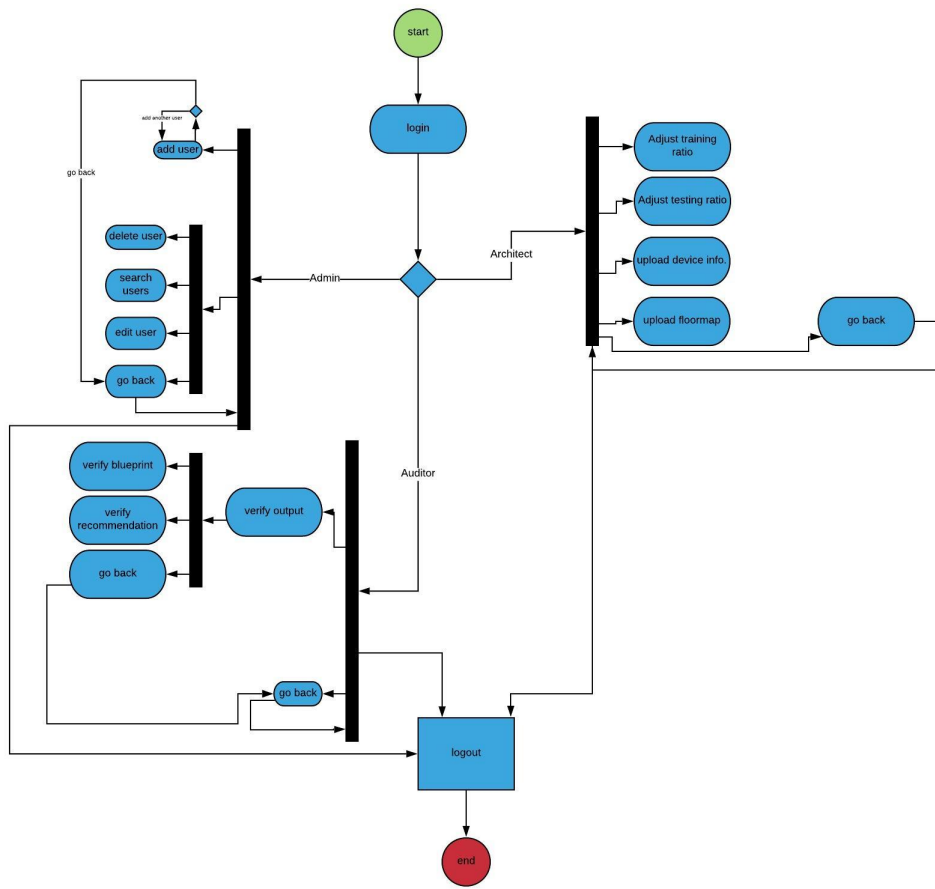 start
login
add another user
add user
go back
delete user
search
users
edit user
go back
Admin
Architect
Auditor
Adjust training
ratio
Adjust testing ratio
upload device info.
upload floormap
go back
verify blueprint
verify
recommendation
go back
verify output
go back
logout
end